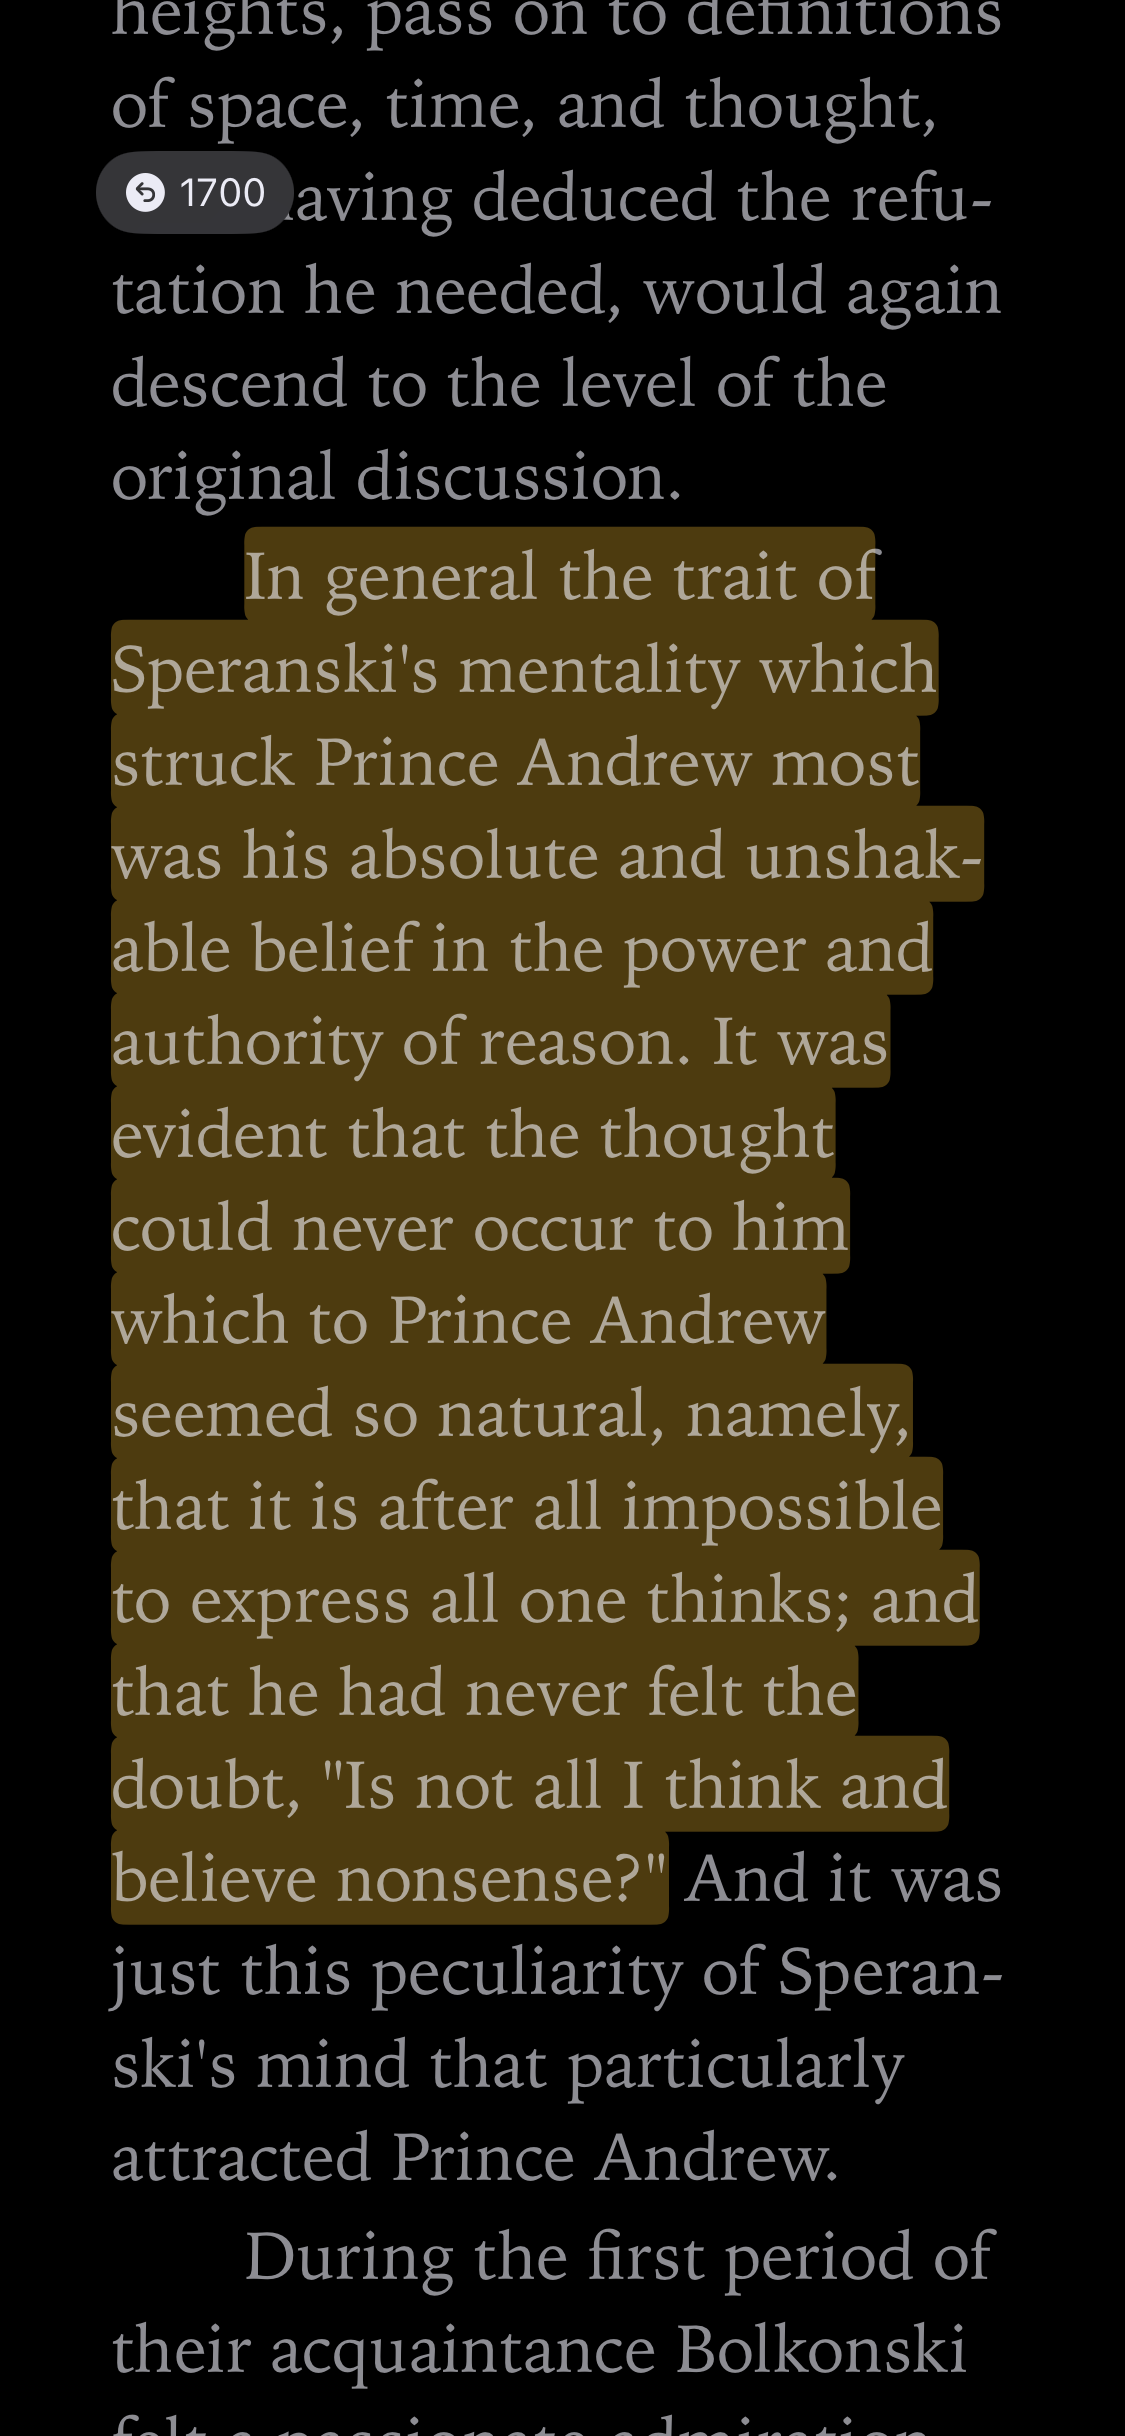 heights, pass on to definitions
of space, time, and thought,
1700
having deduced the refu-
tation he needed, would again
descend to the level of the
original discussion.
In general the trait of
Speranski's mentality which
struck Prince Andrew most
was his absolute and unshak-
able belief in the power and
authority of reason. It was
evident that the thought
could never occur to him
which to Prince Andrew
seemed so natural, namely,
that it is after all impossible
to express all one thinks; and
that he had never felt the
doubt, "Is not all I think and
believe nonsense?" And it was
just this peculiarity of Speran-
ski's mind that particularly
attracted Prince Andrew.
During the first period of
their acquaintance Bolkonski
felt a passionate admiration